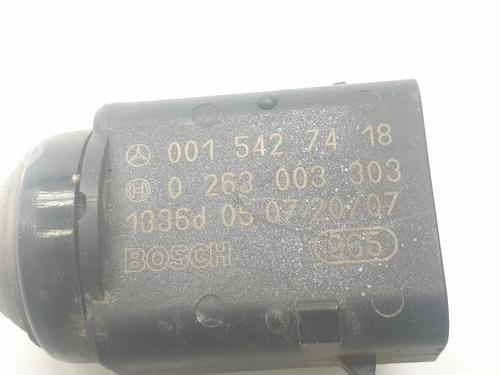 001 542 74 18
0 263 003 303
1336d 05 07 20/07
BOSCH 965